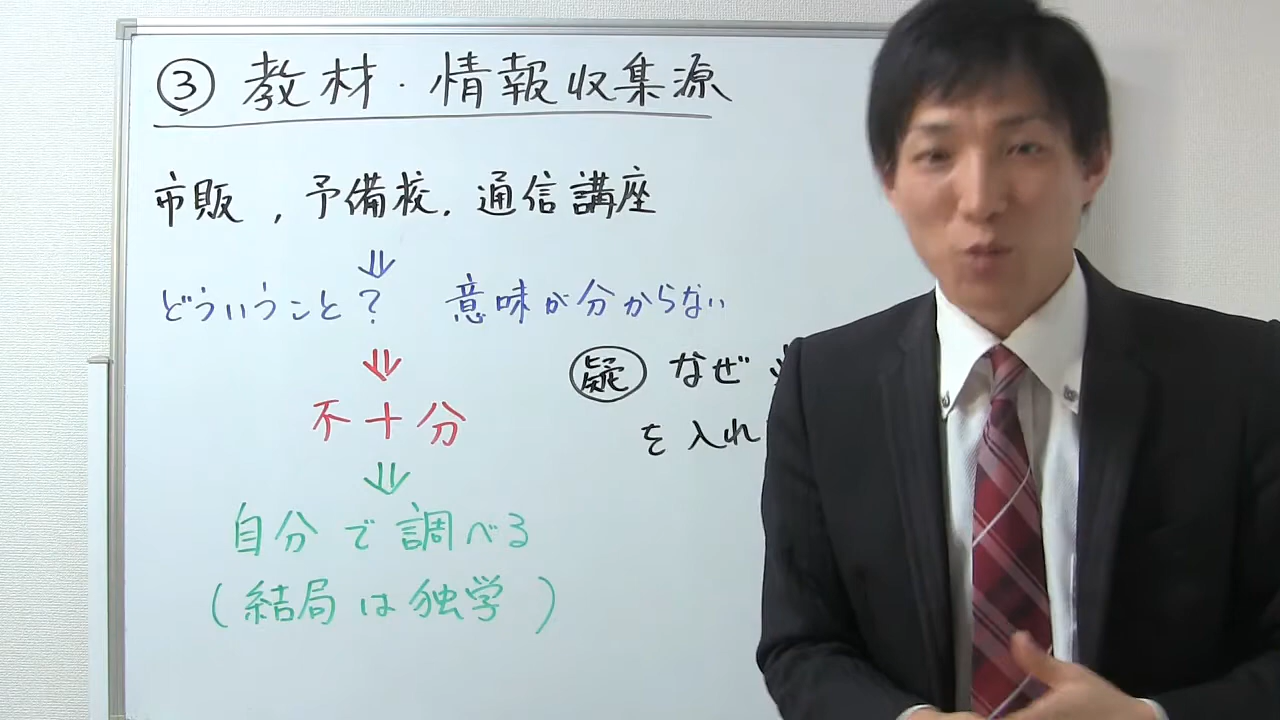 ③ 教材・情報収集源
市販, 予備校, 通信講座
⇓
どういうこと? 意味が分からない
⇓
疑 なぜ
不十分
を入れ
⇓
自分で調べる
(結局は独学)